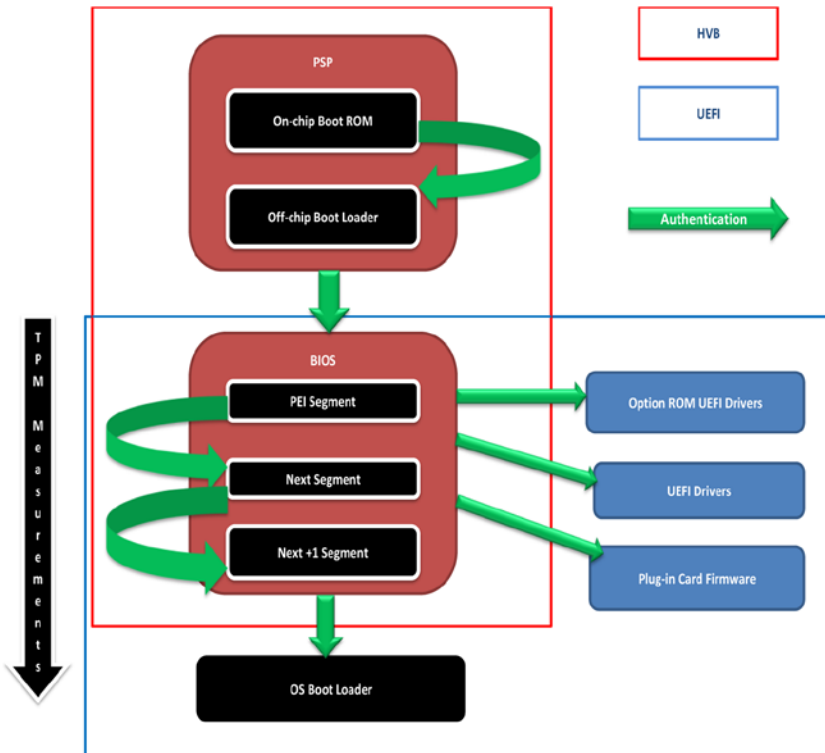 PSP
On-chip Boot ROM
Off-chip Boot Loader
HVB
UEFI
Authentication
TPM Measurements
BIOS
PEI Segment
Next Segment
Next +1 Segment
Option ROM UEFI Drivers
UEFI Drivers
Plug-in Card Firmware
OS Boot Loader